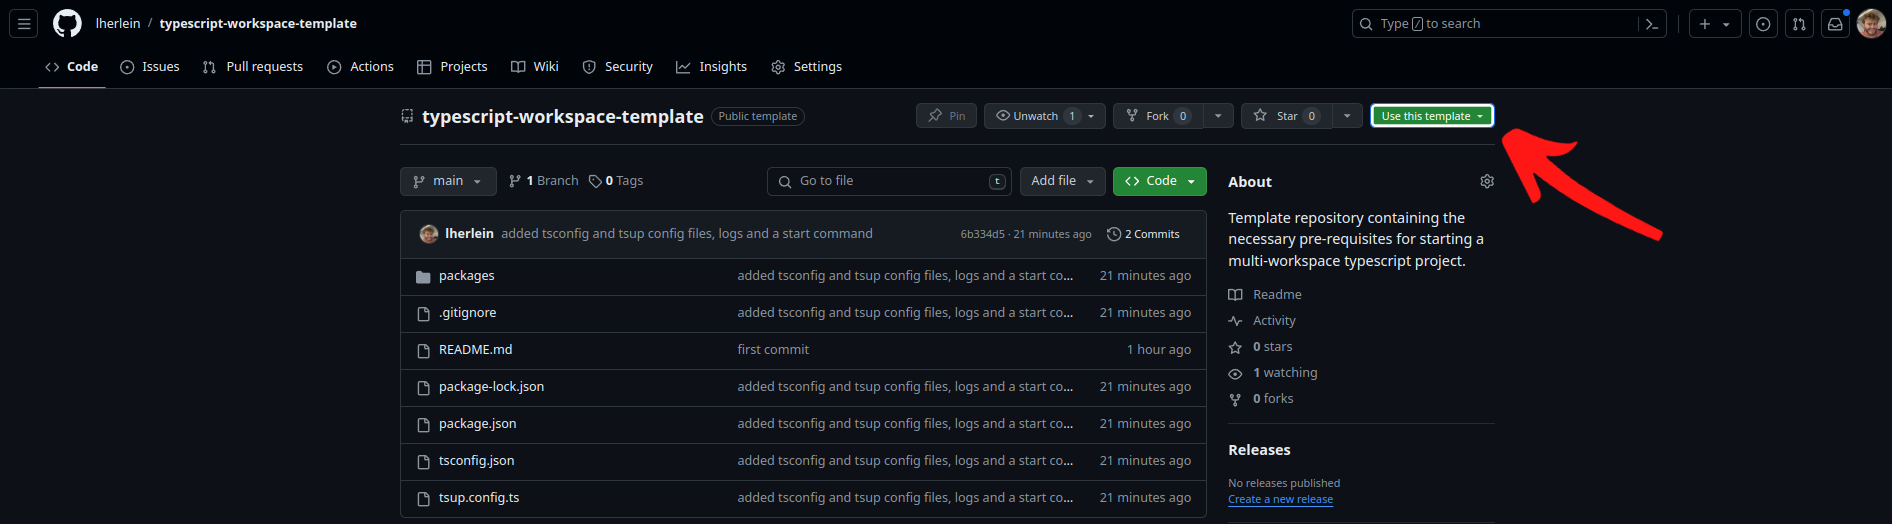 lherlein / typescript-workspace-template
Type / to search
Code Issues Pull requests Actions Projects Wiki Security Insights Settings
typescript-workspace-template Public template
Pin Unwatch 1 Fork 0 Star 0 Use this template
main 1 Branch 0 Tags Go to file t Add file Code
lherlein added tsconfig and tsup config files, logs and a start command 6b334d5 · 21 minutes ago 2 Commits
packages added tsconfig and tsup config files, logs and a start co... 21 minutes ago
.gitignore added tsconfig and tsup config files, logs and a start co... 21 minutes ago
README.md first commit 1 hour ago
package-lock.json added tsconfig and tsup config files, logs and a start co... 21 minutes ago
package.json added tsconfig and tsup config files, logs and a start co... 21 minutes ago
tsconfig.json added tsconfig and tsup config files, logs and a start co... 21 minutes ago
tsup.config.ts added tsconfig and tsup config files, logs and a start co... 21 minutes ago
About
Template repository containing the
necessary pre-requisites for starting a
multi-workspace typescript project.
Readme
Activity
0 stars
1 watching
0 forks
Releases
No releases published
Create a new release